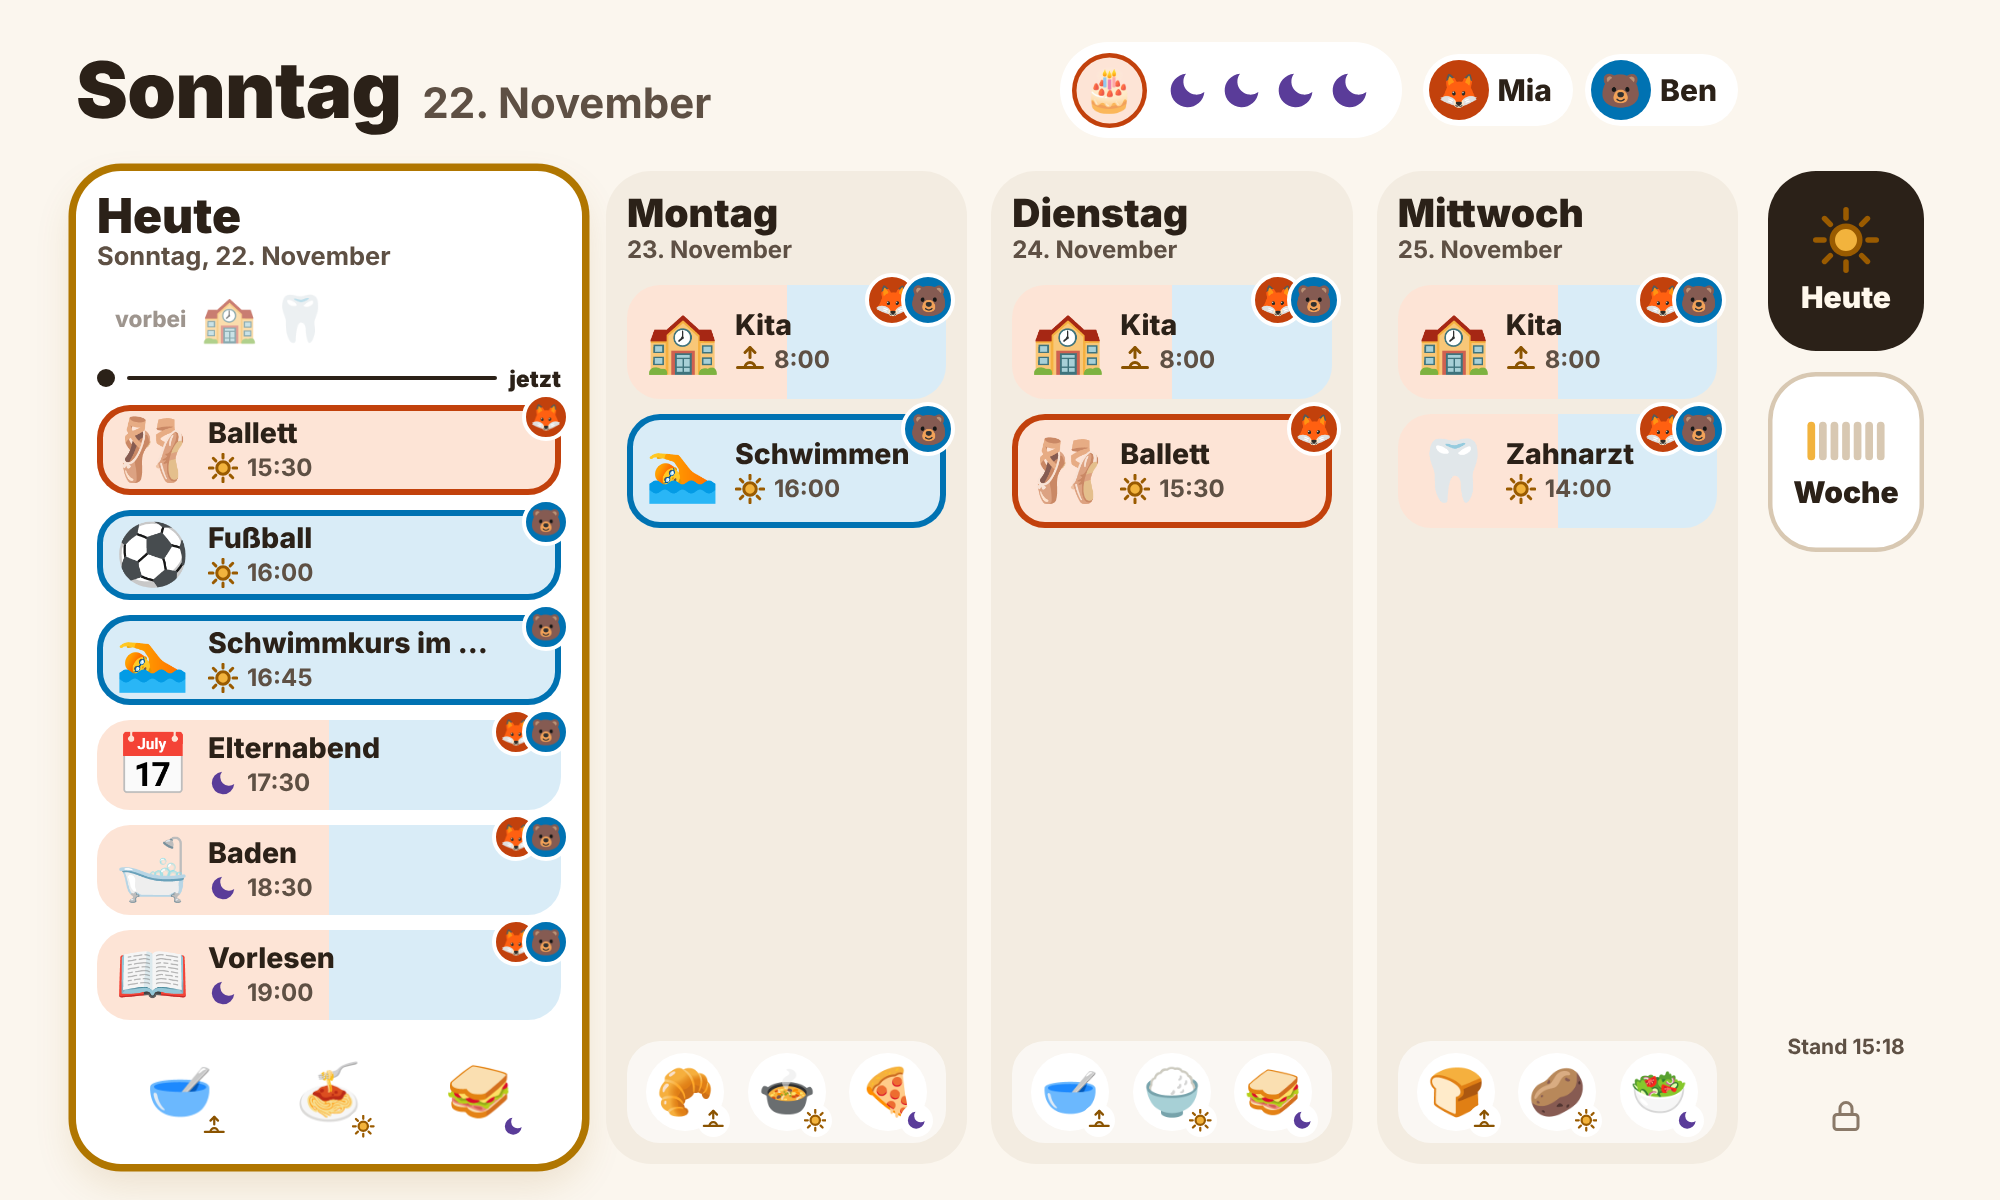 Sonntag 22. November
Mia
Ben
Heute
Sonntag, 22. November
vorbei
jetzt
Ballett
15:30
Fußball
16:00
Schwimmkurs im ...
16:45
July
17
Elternabend
17:30
Baden
18:30
Vorlesen
19:00
Montag
23. November
Kita
8:00
Schwimmen
16:00
Dienstag
24. November
Kita
8:00
Ballett
15:30
Mittwoch
25. November
Kita
8:00
Zahnarzt
14:00
Heute
Woche
Stand 15:18